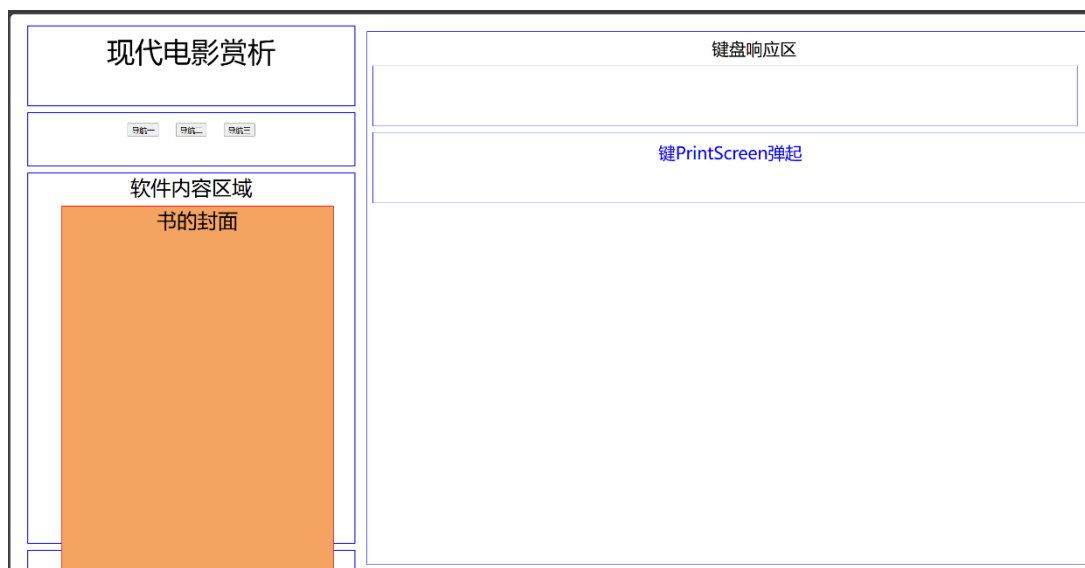 现代电影赏析
导航一 导航二 导航三
软件内容区域
书的封面
键盘响应区
键PrintScreen弹起